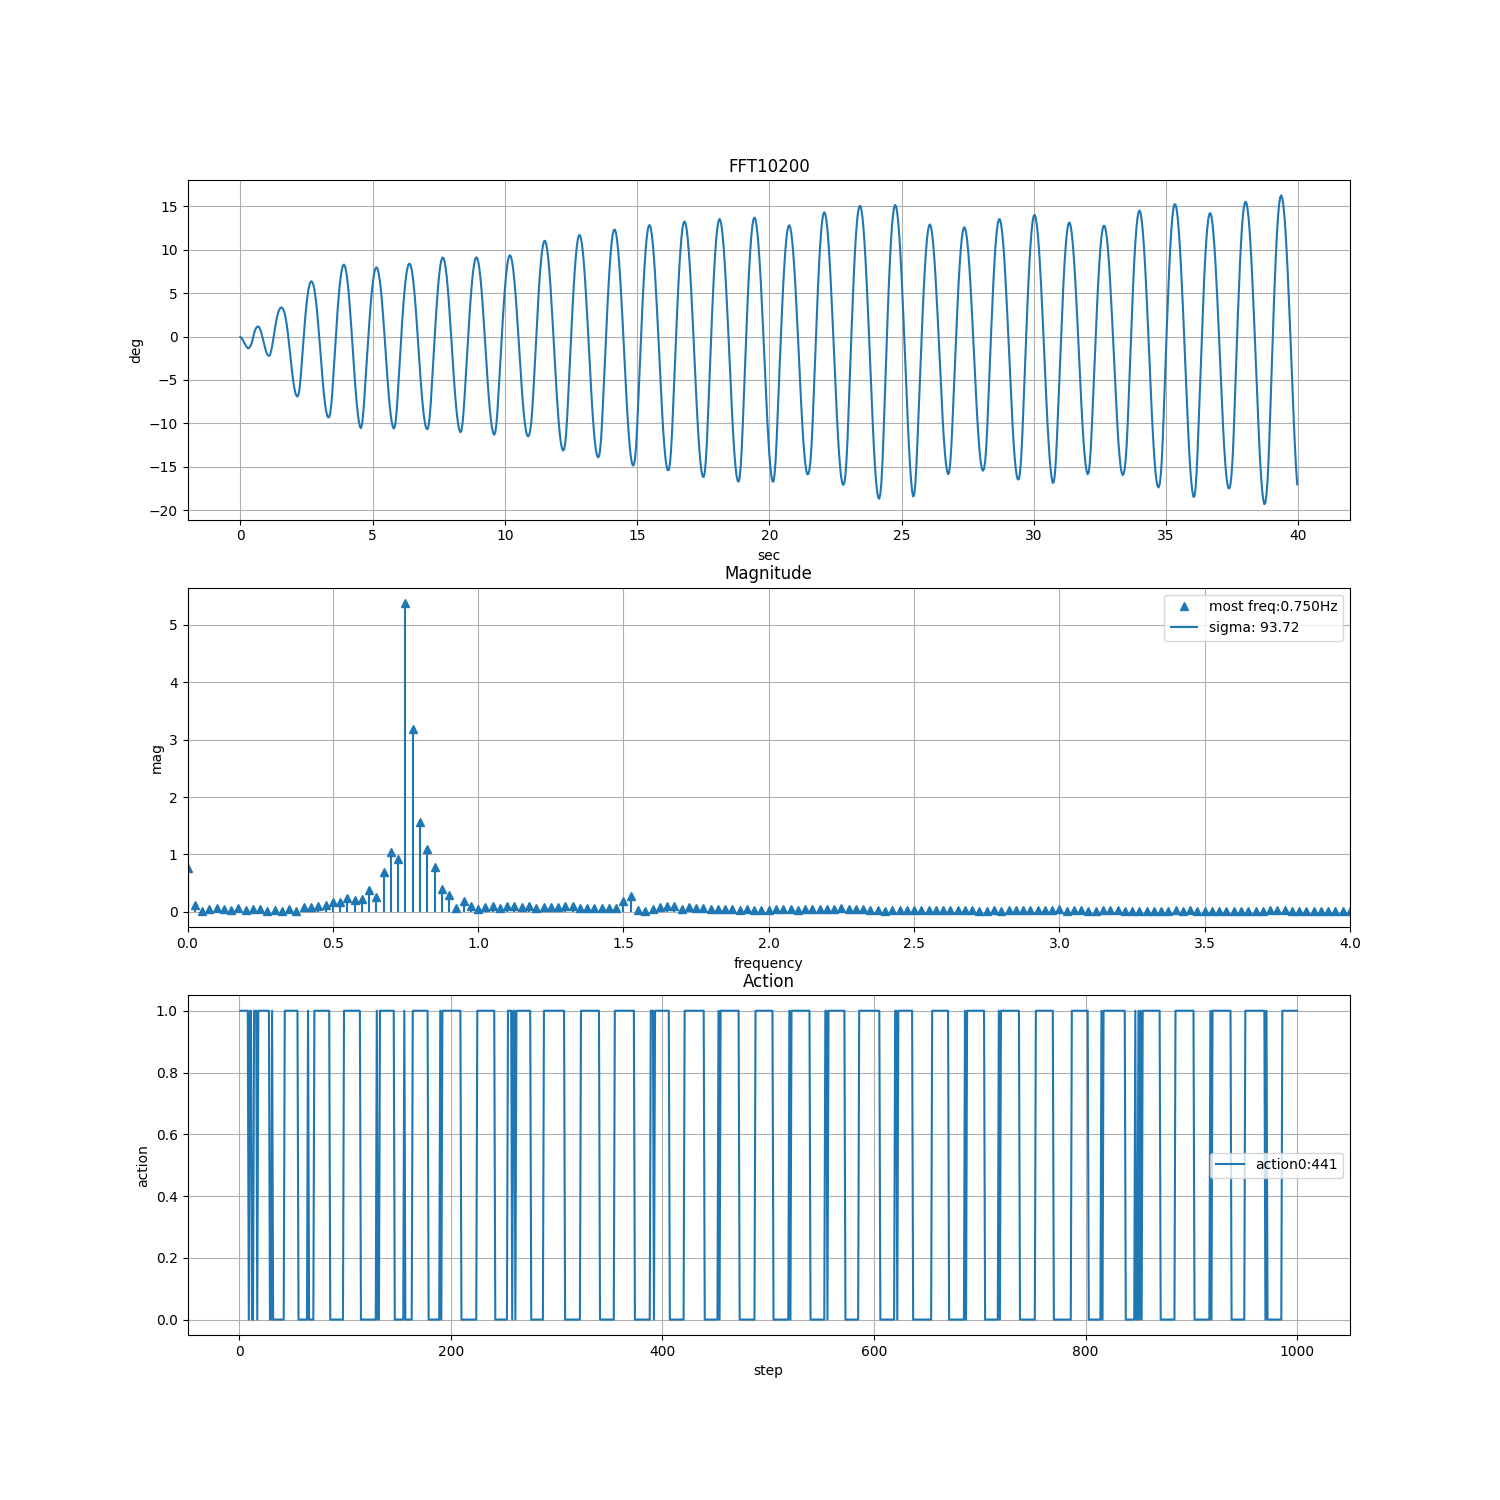 FFT10200
15
10
5
0
−5
−10
−15
−20
deg
0 5 10 15 20 25 30 35 40
sec
Magnitude
most freq:0.750Hz
sigma: 93.72
5
4
3
2
1
0
mag
0.0 0.5 1.0 1.5 2.0 2.5 3.0 3.5 4.0
frequency
Action
1.0
0.8
0.6
0.4
0.2
0.0
action
action0:441
0 200 400 600 800 1000
step